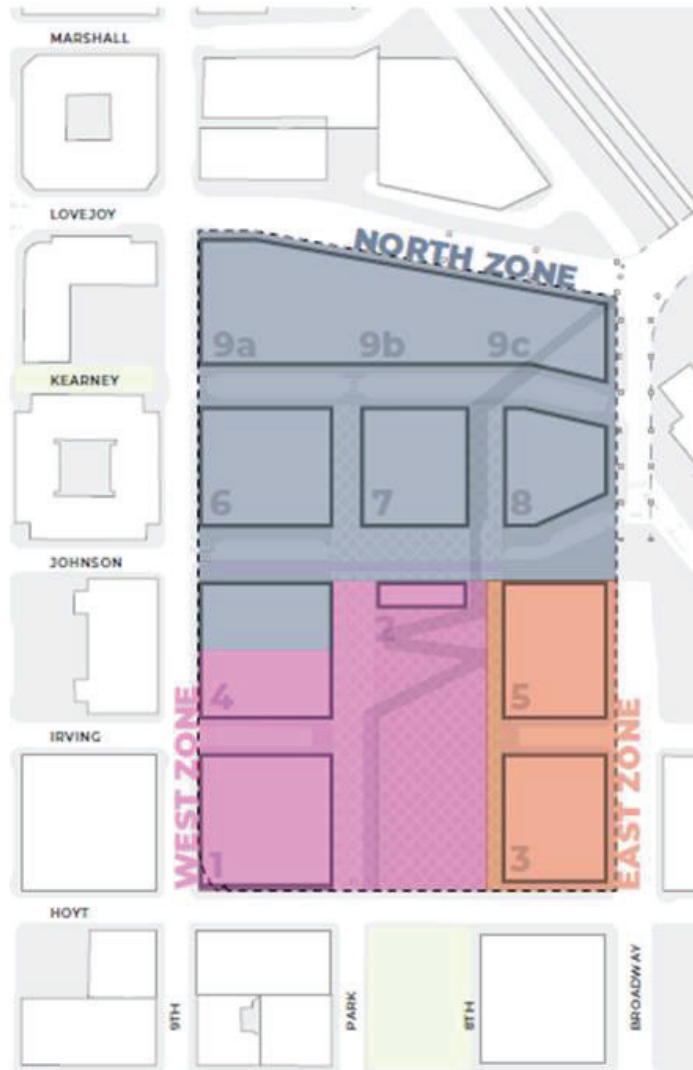 MARSHALL
LOVEJOY
NORTH ZONE
9a 9b 9c
KEARNEY
6 7 8
JOHNSON
2
4 5
WEST ZONE
EAST ZONE
IRVING
1 3
HOYT
9TH
PARK
8TH
BROADWAY